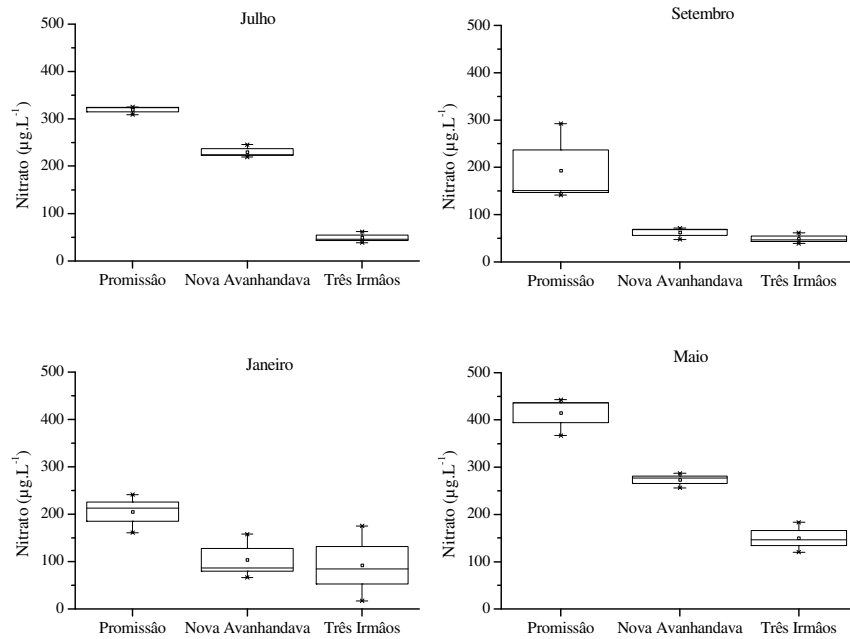 Julho
500
400
300
200
100
0
Nitrato (µg.L⁻¹)
Promissâo Nova Avanhandava Três Irmâos
Setembro
500
400
300
200
100
0
Nitrato (µg.L⁻¹)
Promissâo Nova Avanhandava Três Irmâos
Janeiro
500
400
300
200
100
0
Nitrato (µg.L⁻¹)
Promissâo Nova Avanhandava Três Irmâos
Maio
500
400
300
200
100
0
Nitrato (µg.L⁻¹)
Promissâo Nova Avanhandava Três Irmâos